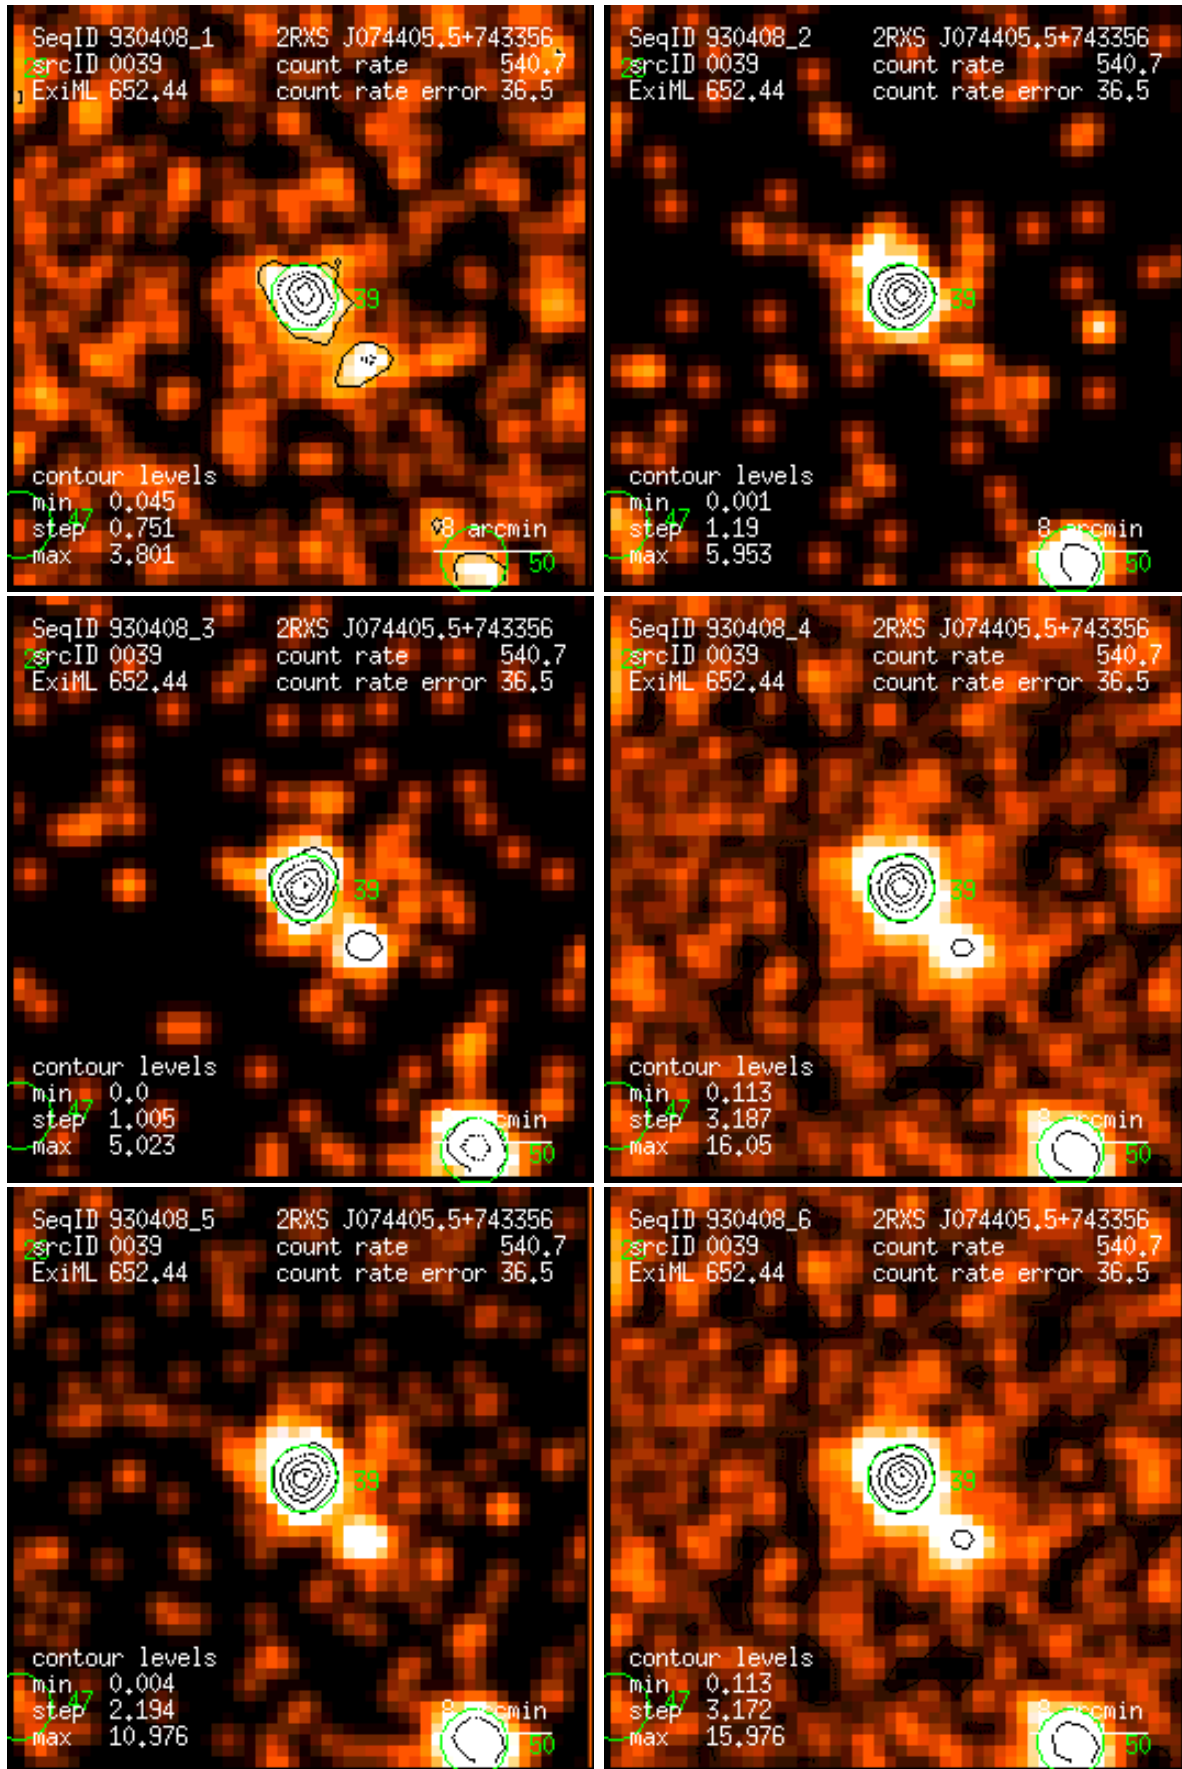 SeqID 930408_1 2RXS J074405.5+743356
srcID 0039 count rate 540.7
ExiML 652.44 count rate error 36.5
39
contour levels
min 0.045
47
step 0.751 8 arcmin
max 3.801 50
SeqID 930408_2 2RXS J074405.5+743356
srcID 0039 count rate 540.7
ExiML 652.44 count rate error 36.5
39
contour levels
min 0.001
47
step 1.19 8 arcmin
max 5.953 50
SeqID 930408_3 2RXS J074405.5+743356
srcID 0039 count rate 540.7
ExiML 652.44 count rate error 36.5
39
contour levels
min 0.0
47
step 1.005 8 arcmin
max 5.023 50
SeqID 930408_4 2RXS J074405.5+743356
srcID 0039 count rate 540.7
ExiML 652.44 count rate error 36.5
39
contour levels
min 0.113
47
step 3.187 8 arcmin
max 16.05 50
SeqID 930408_5 2RXS J074405.5+743356
srcID 0039 count rate 540.7
ExiML 652.44 count rate error 36.5
39
contour levels
min 0.004
47
step 2.194 8 arcmin
max 10.976 50
SeqID 930408_6 2RXS J074405.5+743356
srcID 0039 count rate 540.7
ExiML 652.44 count rate error 36.5
39
contour levels
min 0.113
47
step 3.172 8 arcmin
max 15.976 50